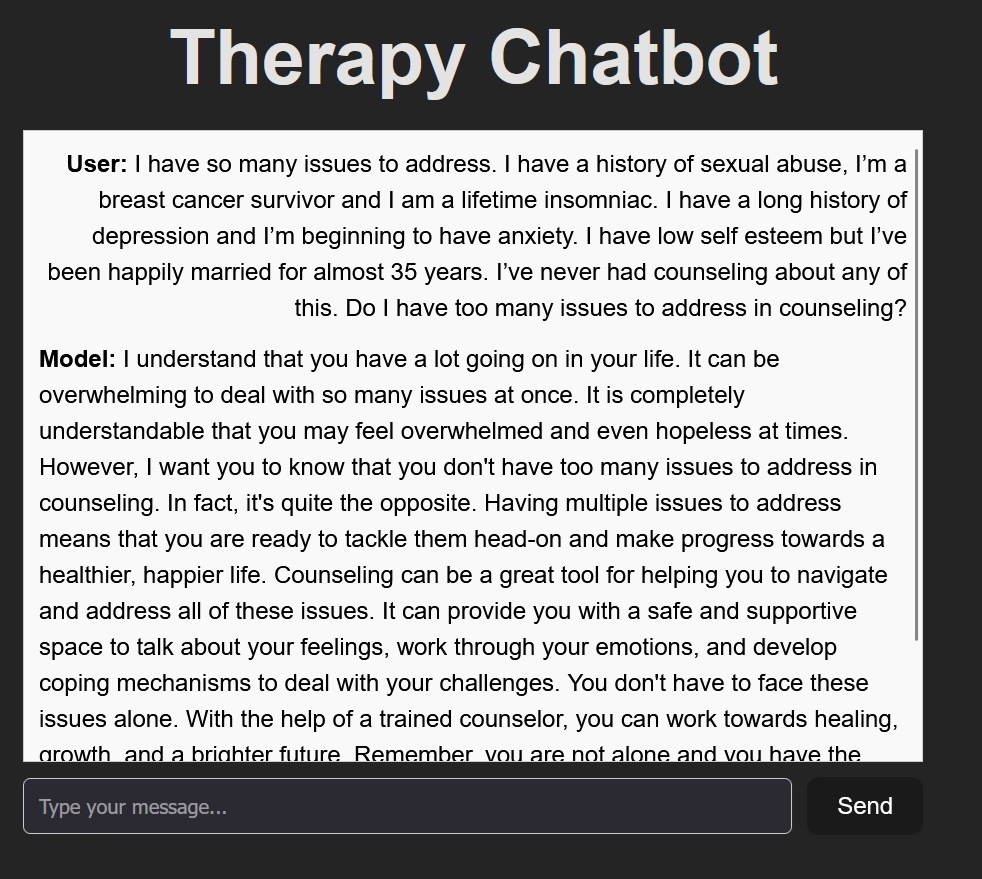 Therapy Chatbot
User: I have so many issues to address. I have a history of sexual abuse, I’m a
breast cancer survivor and I am a lifetime insomniac. I have a long history of
depression and I’m beginning to have anxiety. I have low self esteem but I’ve
been happily married for almost 35 years. I’ve never had counseling about any of
this. Do I have too many issues to address in counseling?
Model: I understand that you have a lot going on in your life. It can be
overwhelming to deal with so many issues at once. It is completely
understandable that you may feel overwhelmed and even hopeless at times.
However, I want you to know that you don't have too many issues to address in
counseling. In fact, it's quite the opposite. Having multiple issues to address
means that you are ready to tackle them head-on and make progress towards a
healthier, happier life. Counseling can be a great tool for helping you to navigate
and address all of these issues. It can provide you with a safe and supportive
space to talk about your feelings, work through your emotions, and develop
coping mechanisms to deal with your challenges. You don't have to face these
issues alone. With the help of a trained counselor, you can work towards healing,
growth, and a brighter future. Remember, you are not alone and you have the
Type your message...
Send